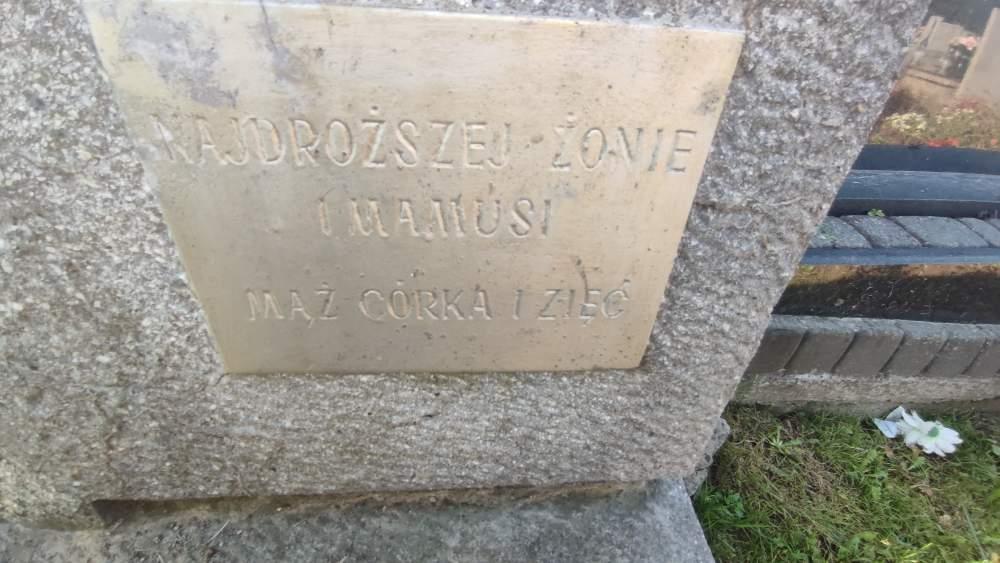 NAJDROŻSZEJ ŻONIE
I MAMUSI
MĄŻ CÓRKA I ZIĘĆ